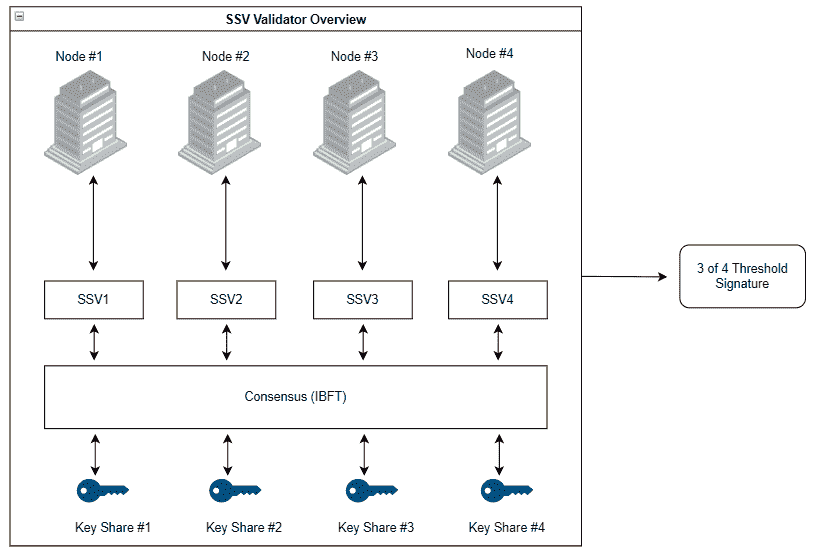 SSV Validator Overview
Node #1
Node #2
Node #3
Node #4
SSV1
SSV2
SSV3
SSV4
Consensus (IBFT)
Key Share #1
Key Share #2
Key Share #3
Key Share #4
3 of 4 Threshold
Signature